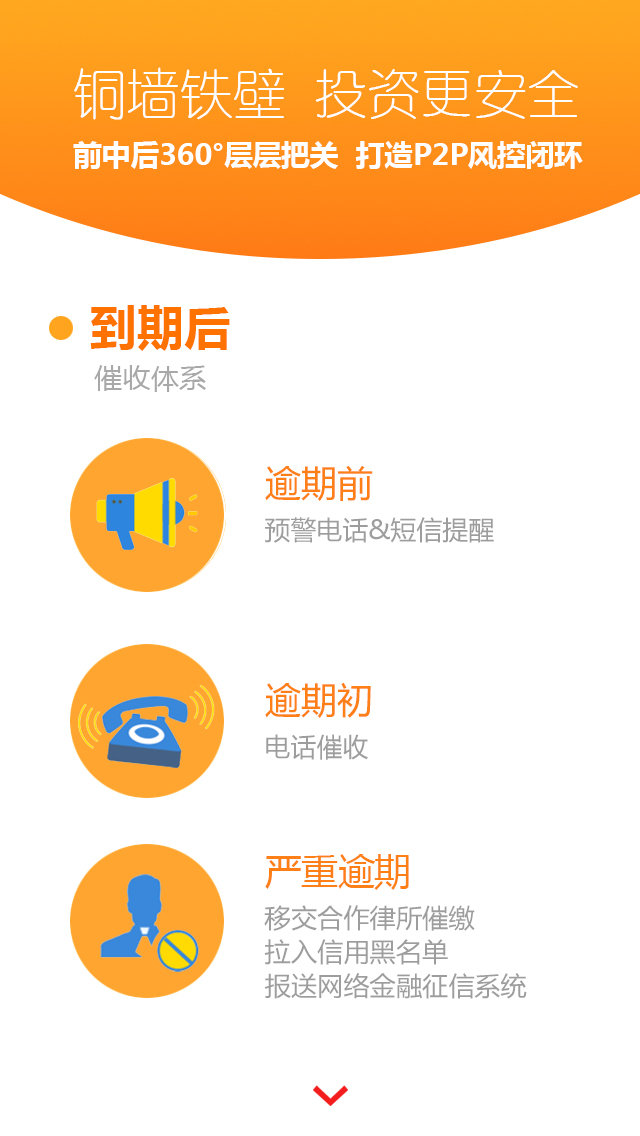 铜墙铁壁 投资更安全
前中后360°层层把关 打造P2P风控闭环
到期后
催收体系
逾期前
预警电话&短信提醒
逾期初
电话催收
严重逾期
移交合作律所催缴
拉入信用黑名单
报送网络金融征信系统